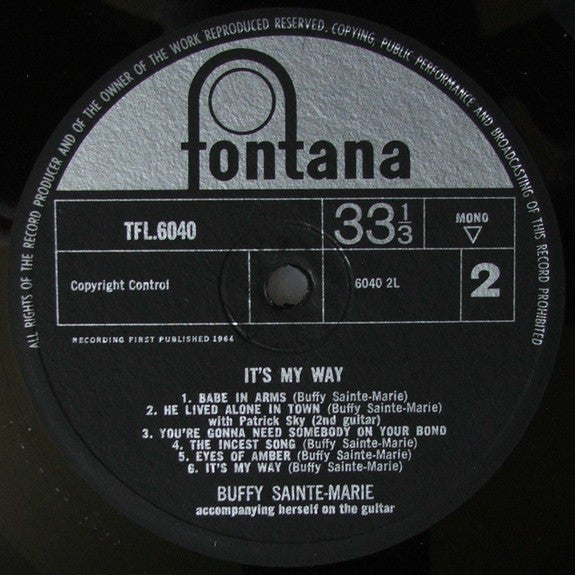 ALL RIGHTS OF THE RECORD PRODUCER AND OF THE OWNER OF THE WORK REPRODUCED RESERVED. COPYING, PUBLIC PERFORMANCE AND BROADCASTING OF THIS RECORD PROHIBITED
fontana
TFL.6040
33 1/3
MONO
Copyright Control
6040 2L
2
RECORDING FIRST PUBLISHED 1964
IT'S MY WAY
1. BABE IN ARMS (Buffy Sainte-Marie)
2. HE LIVED ALONE IN TOWN (Buffy Sainte-Marie)
with Patrick Sky (2nd guitar)
3. YOU'RE GONNA NEED SOMEBODY ON YOUR BOND
4. THE INCEST SONG (Buffy Sainte-Marie)
5. EYES OF AMBER (Buffy Sainte-Marie)
6. IT'S MY WAY (Buffy Sainte-Marie)
BUFFY SAINTE-MARIE
accompanying herself on the guitar